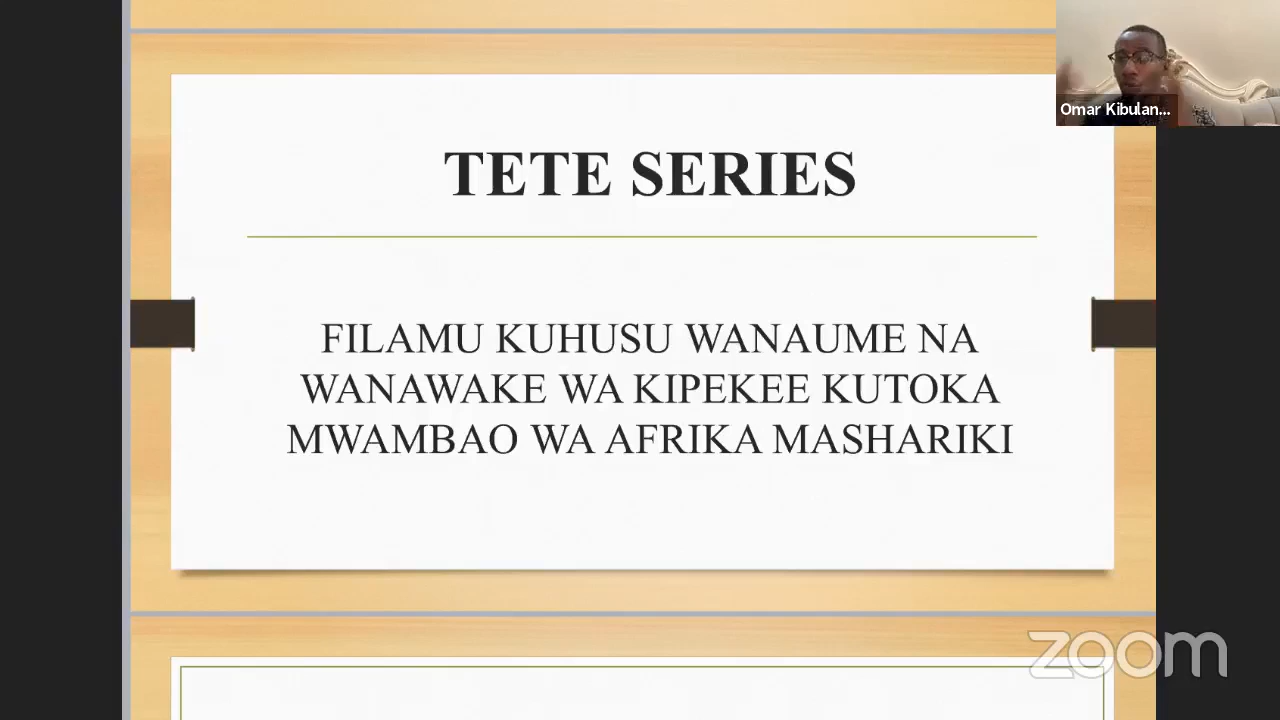 Omar Kibulan...
TETE SERIES
FILAMU KUHUSU WANAUME NA
WANAWAKE WA KIPEKEE KUTOKA
MWAMBAO WA AFRIKA MASHARIKI
zoom